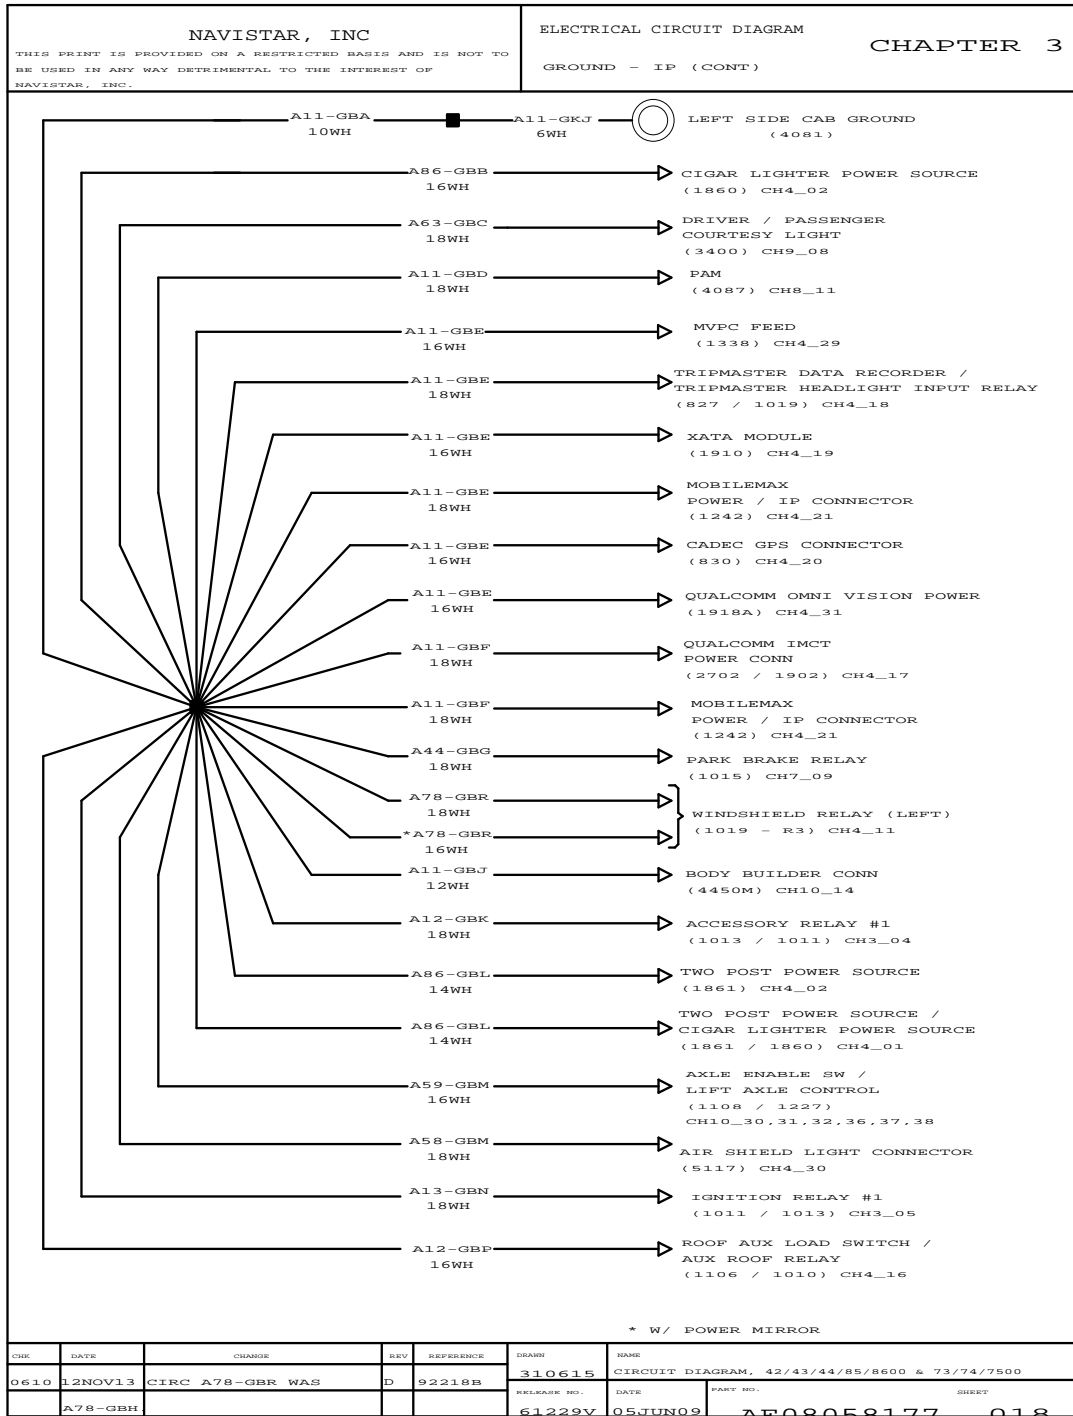 NAVISTAR, INC
THIS PRINT IS PROVIDED ON A RESTRICTED BASIS AND IS NOT TO
BE USED IN ANY WAY DETRIMENTAL TO THE INTEREST OF
NAVISTAR, INC.
ELECTRICAL CIRCUIT DIAGRAM
GROUND - IP (CONT)
CHAPTER 3
A11-GBA
10WH
A11-GKJ
6WH
LEFT SIDE CAB GROUND
(4081)
A86-GBB
16WH
CIGAR LIGHTER POWER SOURCE
(1860) CH4_02
A63-GBC
18WH
DRIVER / PASSENGER
COURTESY LIGHT
(3400) CH9_08
A11-GBD
18WH
PAM
(4087) CH8_11
A11-GBE
16WH
MVPC FEED
(1338) CH4_29
A11-GBE
18WH
TRIPMASTER DATA RECORDER /
TRIPMASTER HEADLIGHT INPUT RELAY
(827 / 1019) CH4_18
A11-GBE
16WH
XATA MODULE
(1910) CH4_19
A11-GBE
18WH
MOBILEMAX
POWER / IP CONNECTOR
(1242) CH4_21
A11-GBE
16WH
CADEC GPS CONNECTOR
(830) CH4_20
A11-GBE
16WH
QUALCOMM OMNI VISION POWER
(1918A) CH4_31
A11-GBF
18WH
QUALCOMM IMCT
POWER CONN
(2702 / 1902) CH4_17
A11-GBF
18WH
MOBILEMAX
POWER / IP CONNECTOR
(1242) CH4_21
A44-GBG
18WH
PARK BRAKE RELAY
(1015) CH7_09
A78-GBR
18WH
*A78-GBR
16WH
WINDSHIELD RELAY (LEFT)
(1019 - R3) CH4_11
A11-GBJ
12WH
BODY BUILDER CONN
(4450M) CH10_14
A12-GBK
18WH
ACCESSORY RELAY #1
(1013 / 1011) CH3_04
A86-GBL
14WH
TWO POST POWER SOURCE
(1861) CH4_02
A86-GBL
14WH
TWO POST POWER SOURCE /
CIGAR LIGHTER POWER SOURCE
(1861 / 1860) CH4_01
A59-GBM
16WH
AXLE ENABLE SW /
LIFT AXLE CONTROL
(1108 / 1227)
CH10_30,31,32,36,37,38
A58-GBM
18WH
AIR SHIELD LIGHT CONNECTOR
(5117) CH4_30
A13-GBN
18WH
IGNITION RELAY #1
(1011 / 1013) CH3_05
A12-GBP
16WH
ROOF AUX LOAD SWITCH /
AUX ROOF RELAY
(1106 / 1010) CH4_16
* W/ POWER MIRROR
CHK DATE CHANGE REV REFERENCE
0610 12NOV13 CIRC A78-GBR WAS D 92218B
A78-GBH
DRAWN
310615
NAME
CIRCUIT DIAGRAM, 42/43/44/85/8600 & 73/74/7500
RELEASE NO.
61229V
DATE
05JUN09
PART NO. SHEET
AF08058177 018